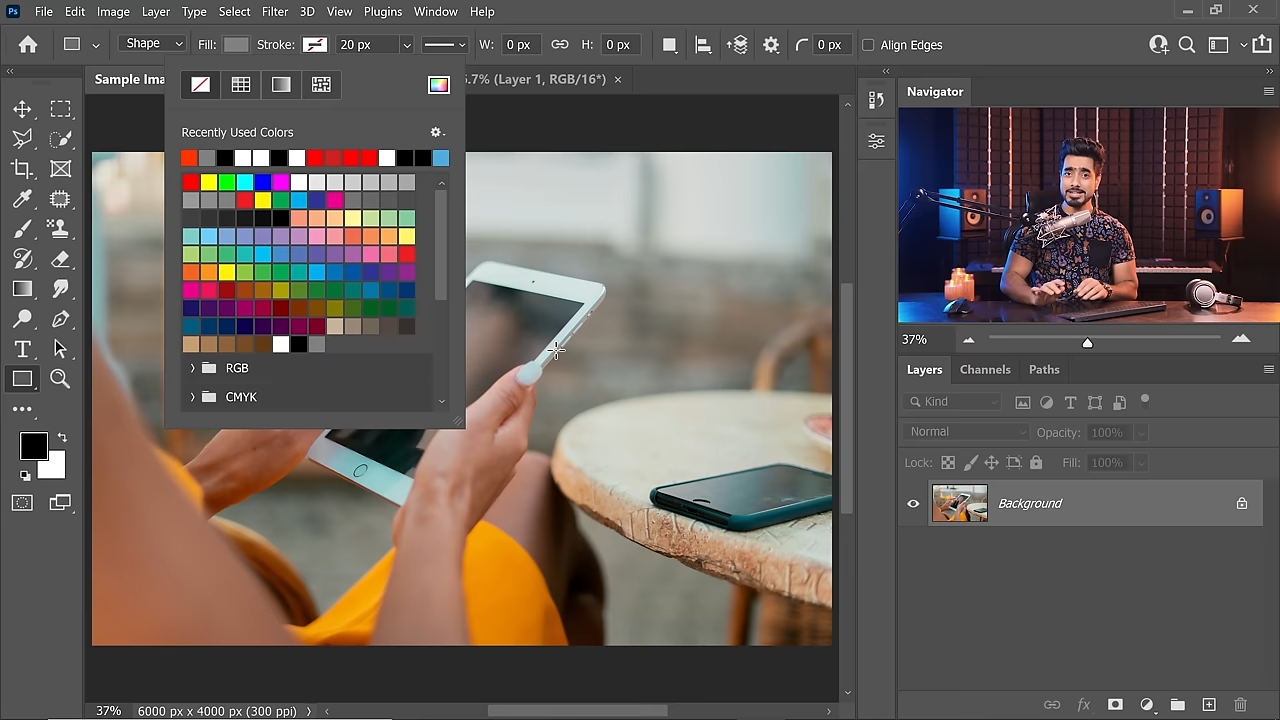 Ps File Edit Image Layer Type Select Filter 3D View Plugins Window Help
Shape Fill: Stroke: 20 px W: 0 px H: 0 px 0 px Align Edges
Sample Ima .7% (Layer 1, RGB/16*) ×
Recently Used Colors
RGB
CMYK
37% 6000 px x 4000 px (300 ppi)
Navigator
37%
Layers Channels Paths
Kind
Normal Opacity: 100%
Lock: Fill: 100%
Background
fx